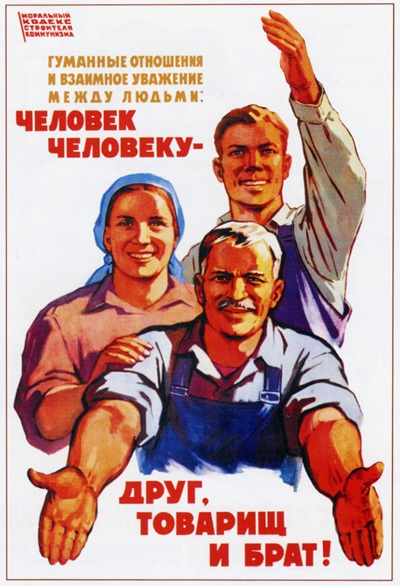 МОРАЛЬНЫЙ
КОДЕКС
СТРОИТЕЛЯ
КОММУНИЗМА
ГУМАННЫЕ ОТНОШЕНИЯ
И ВЗАИМНОЕ УВАЖЕНИЕ
МЕЖДУ ЛЮДЬМИ:
ЧЕЛОВЕК
ЧЕЛОВЕКУ-
ДРУГ,
ТОВАРИЩ
И БРАТ!